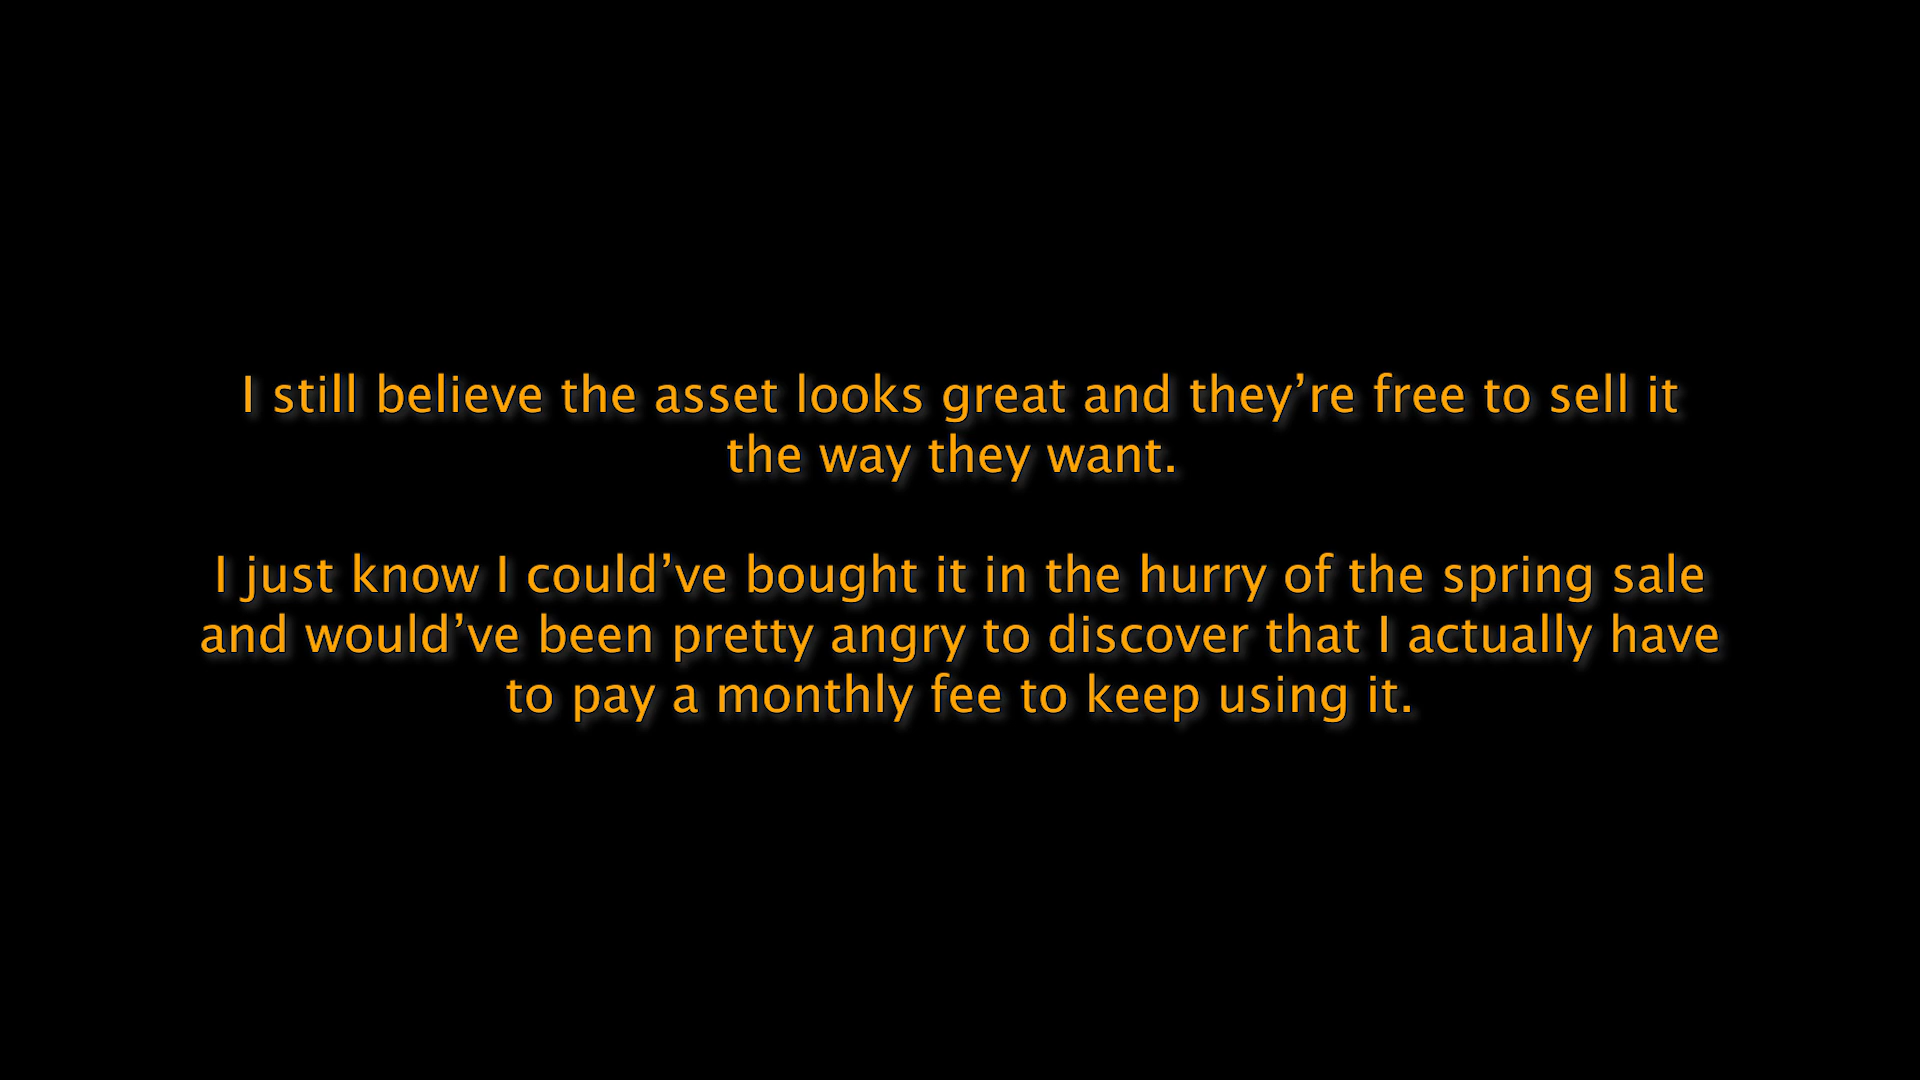 I still believe the asset looks great and they’re free to sell it
the way they want.
I just know I could’ve bought it in the hurry of the spring sale
and would’ve been pretty angry to discover that I actually have
to pay a monthly fee to keep using it.